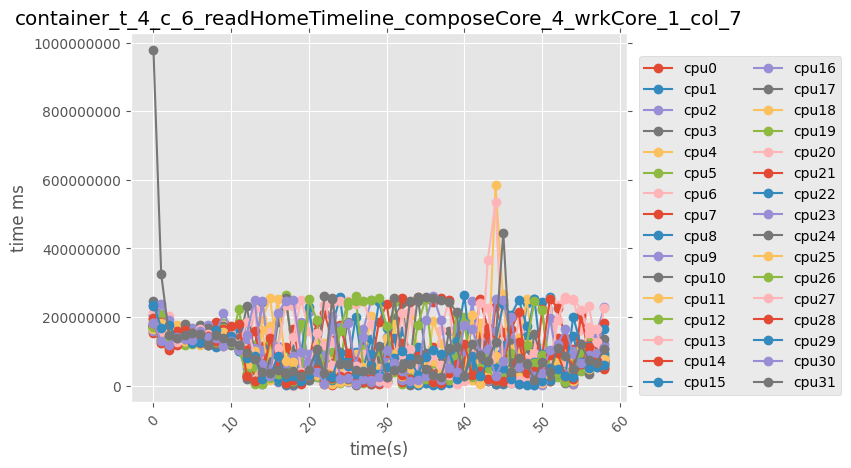 container_t_4_c_6_readHomeTimeline_composeCore_4_wrkCore_1_col_7
1000000000
800000000
600000000
400000000
200000000
0
time ms
0
10
20
30
40
50
60
time(s)
cpu0
cpu1
cpu2
cpu3
cpu4
cpu5
cpu6
cpu7
cpu8
cpu9
cpu10
cpu11
cpu12
cpu13
cpu14
cpu15
cpu16
cpu17
cpu18
cpu19
cpu20
cpu21
cpu22
cpu23
cpu24
cpu25
cpu26
cpu27
cpu28
cpu29
cpu30
cpu31